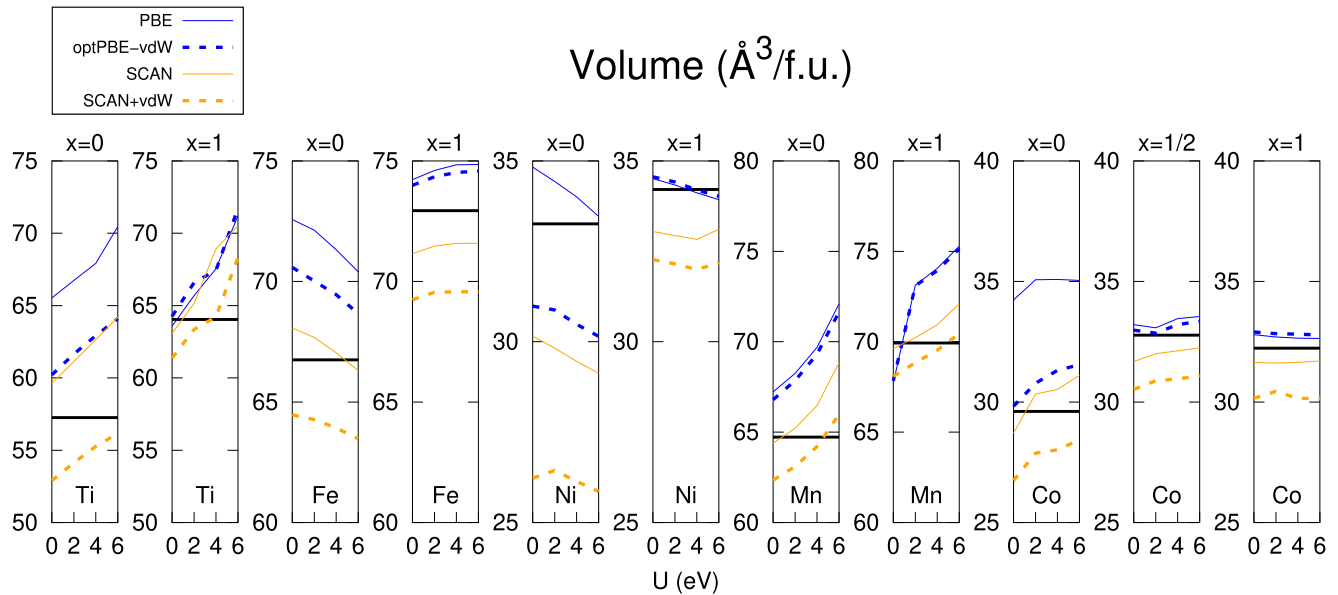 PBE
optPBE−vdW
SCAN
SCAN+vdW
Volume (Å^3/f.u.)
x=0 x=1 x=0 x=1 x=0 x=1 x=0 x=1 x=0 x=1/2 x=1
75 75 75 75 35 35 80 80 40 40 40
70 70 75 75 35 35 35
65 65 70 70 30 30 70 70
60 60 30 30 30
55 55 65 65 65 65
50 50 60 60 25 25 60 60 25 25 25
Ti Ti Fe Fe Ni Ni Mn Mn Co Co Co
0 2 4 6 0 2 4 6 0 2 4 6 0 2 4 6 0 2 4 6 0 2 4 6 0 2 4 6 0 2 4 6 0 2 4 6 0 2 4 6 0 2 4 6
U (eV)